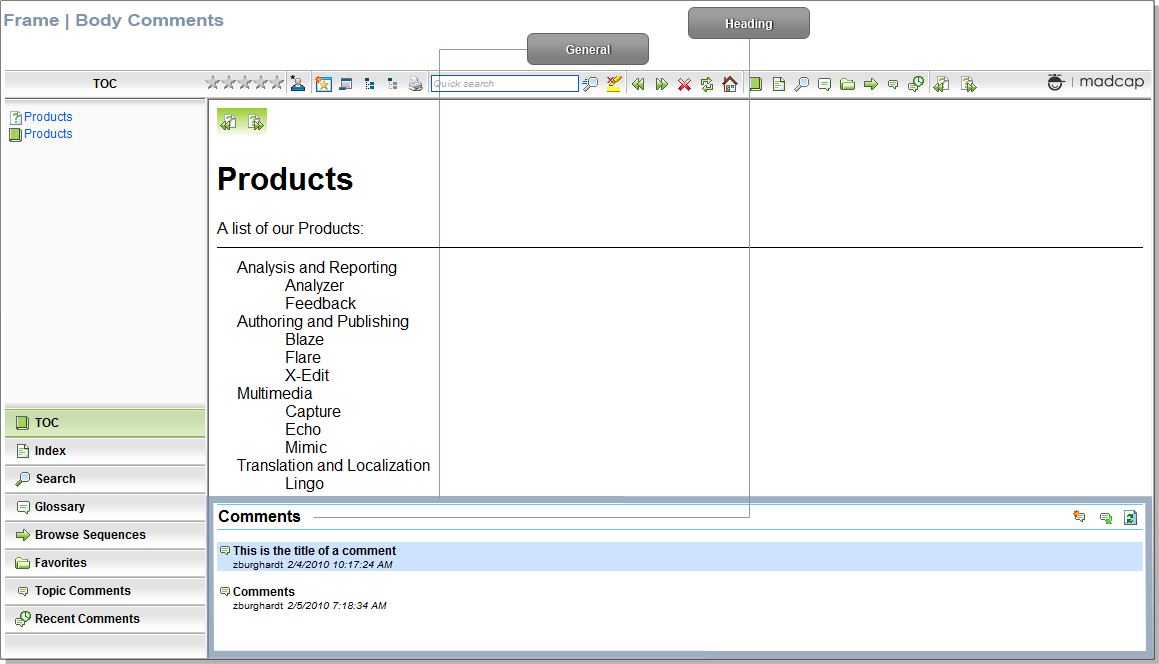 Frame | Body Comments
Heading
General
TOC
Quick search
madcap
Products
Products
Products
A list of our Products:
Analysis and Reporting
Analyzer
Feedback
Authoring and Publishing
Blaze
Flare
X-Edit
Multimedia
Capture
Echo
Mimic
Translation and Localization
Lingo
TOC
Index
Search
Glossary
Browse Sequences
Favorites
Topic Comments
Recent Comments
Comments
This is the title of a comment
zburghardt 2/4/2010 10:17:24 AM
Comments
zburghardt 2/5/2010 7:18:34 AM